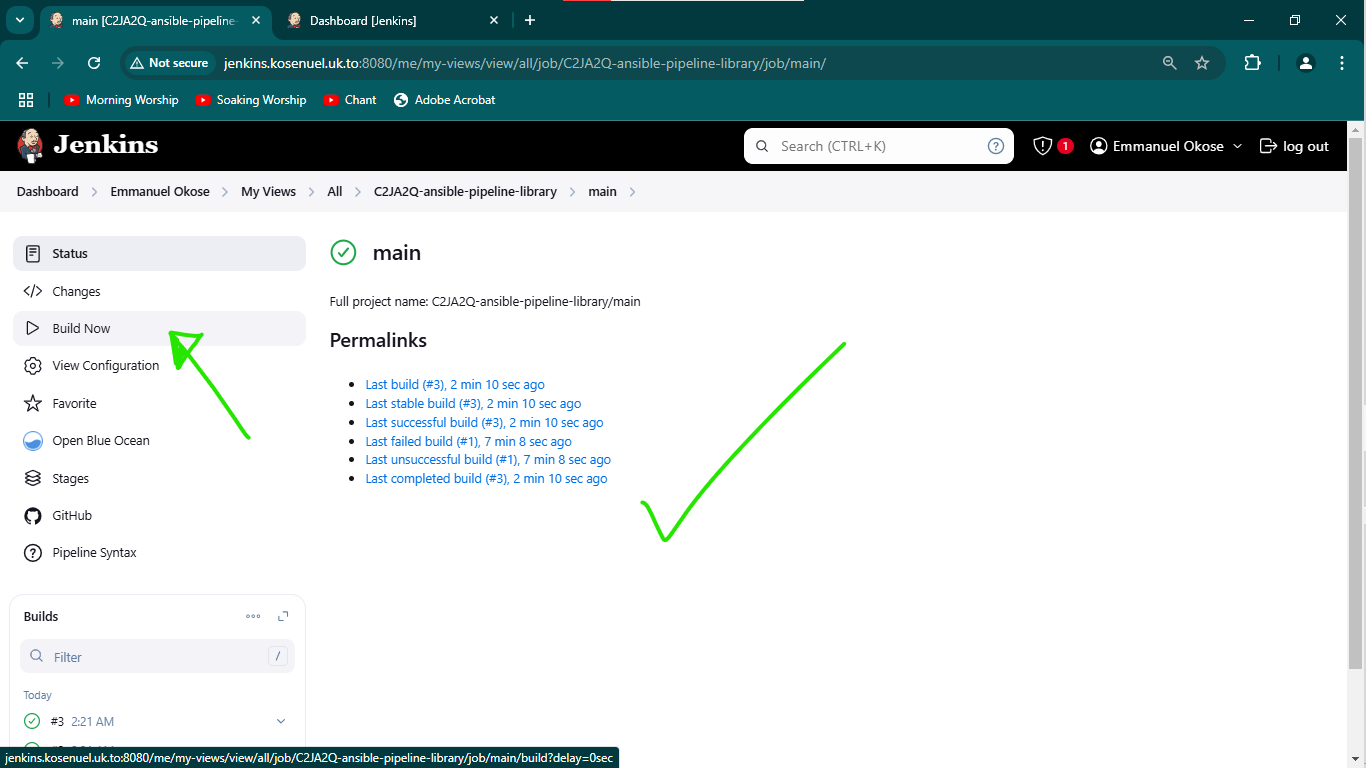 main [C2JA2Q-ansible-pipeline-
Dashboard [Jenkins]
Not secure
jenkins.kosenuel.uk.to:8080/me/my-views/view/all/job/C2JA2Q-ansible-pipeline-library/job/main/
Morning Worship
Soaking Worship
Chant
Adobe Acrobat
Jenkins
Search (CTRL+K)
?
1
Emmanuel Okose
log out
Dashboard
Emmanuel Okose
My Views
All
C2JA2Q-ansible-pipeline-library
main
Status
Changes
Build Now
View Configuration
Favorite
Open Blue Ocean
Stages
GitHub
Pipeline Syntax
main
Full project name: C2JA2Q-ansible-pipeline-library/main
Permalinks
Last build (#3), 2 min 10 sec ago
Last stable build (#3), 2 min 10 sec ago
Last successful build (#3), 2 min 10 sec ago
Last failed build (#1), 7 min 8 sec ago
Last unsuccessful build (#1), 7 min 8 sec ago
Last completed build (#3), 2 min 10 sec ago
Builds
Filter
/
Today
#3 2:21 AM
jenkins.kosenuel.uk.to:8080/me/my-views/view/all/job/C2JA2Q-ansible-pipeline-library/job/main/build?delay=0sec